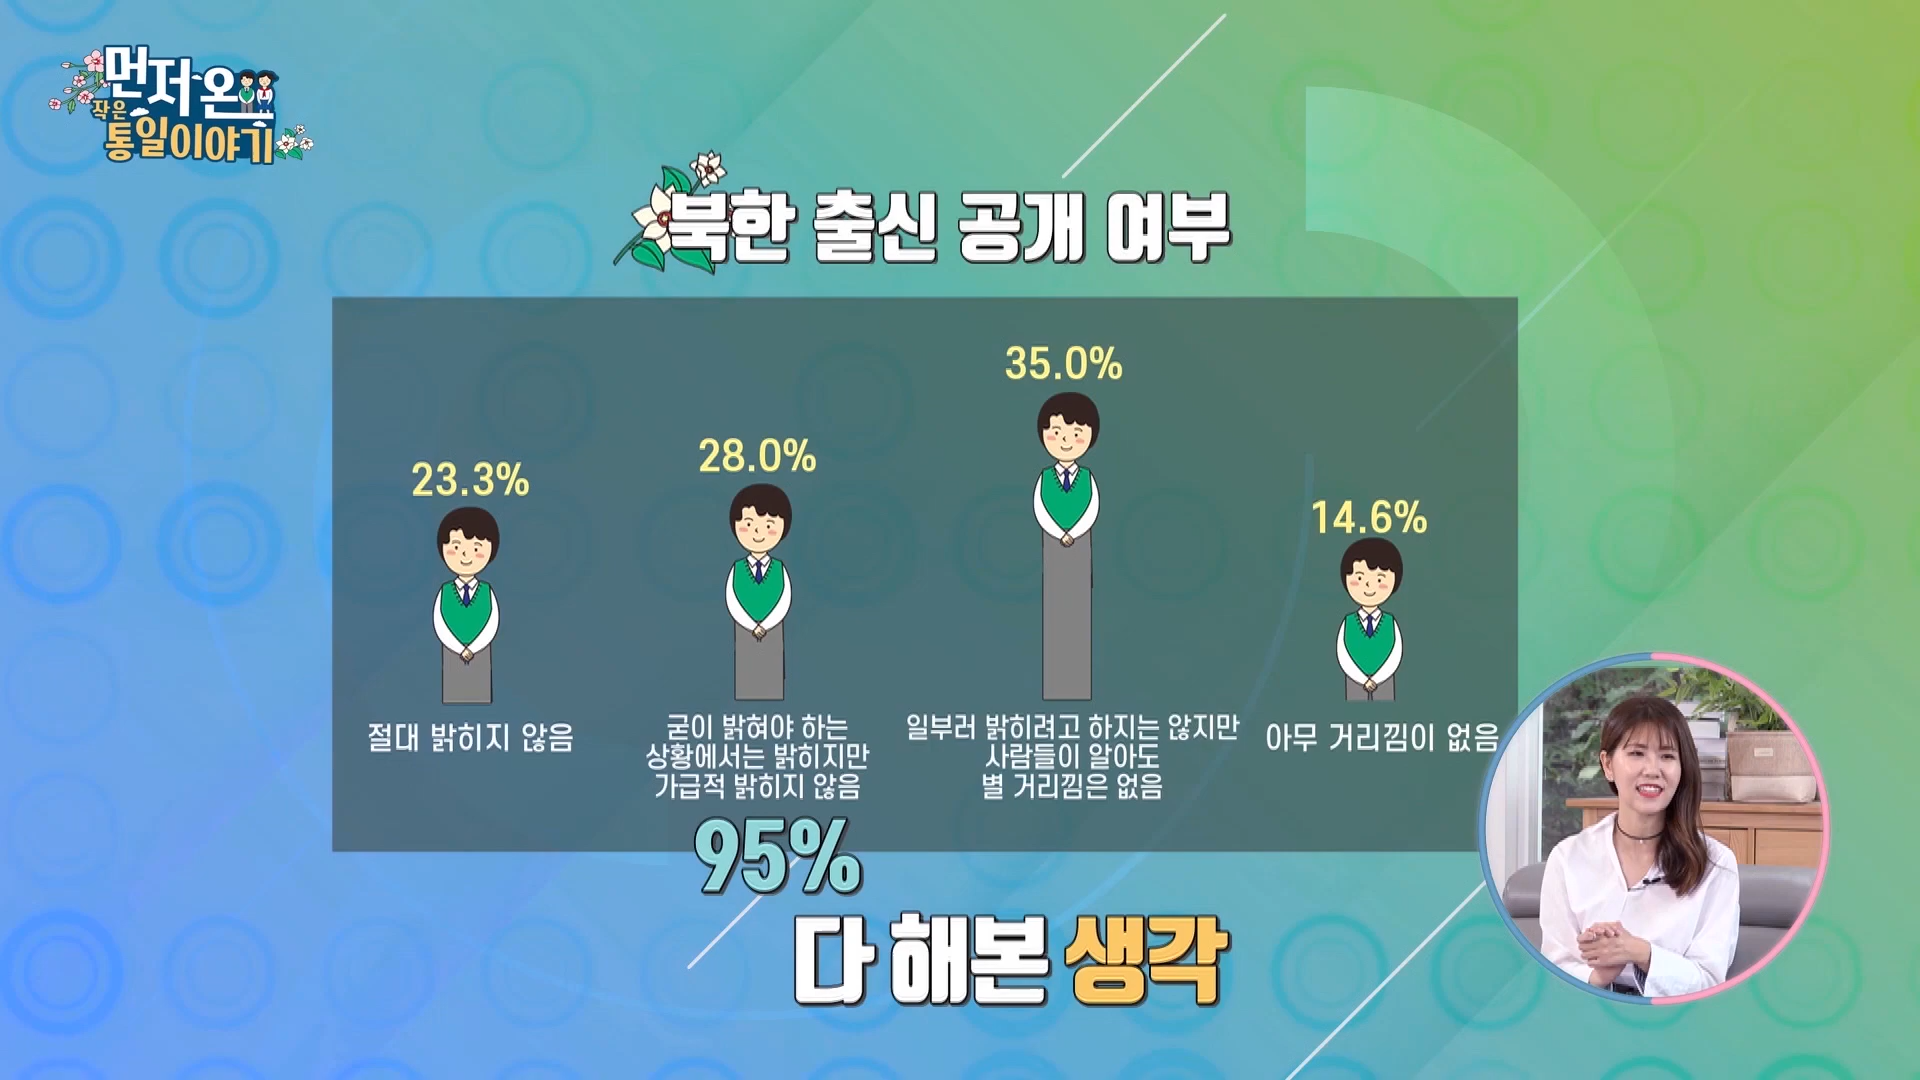 먼저 온
작은
통일이야기
북한 출신 공개 여부
23.3%
28.0%
35.0%
14.6%
절대 밝히지 않음
굳이 밝혀야 하는
상황에서는 밝히지만
가급적 밝히지 않음
일부러 밝히려고 하지는 않지만
사람들이 알아도
별 거리낌은 없음
아무 거리낌이 없음
95%
다 해본 생각